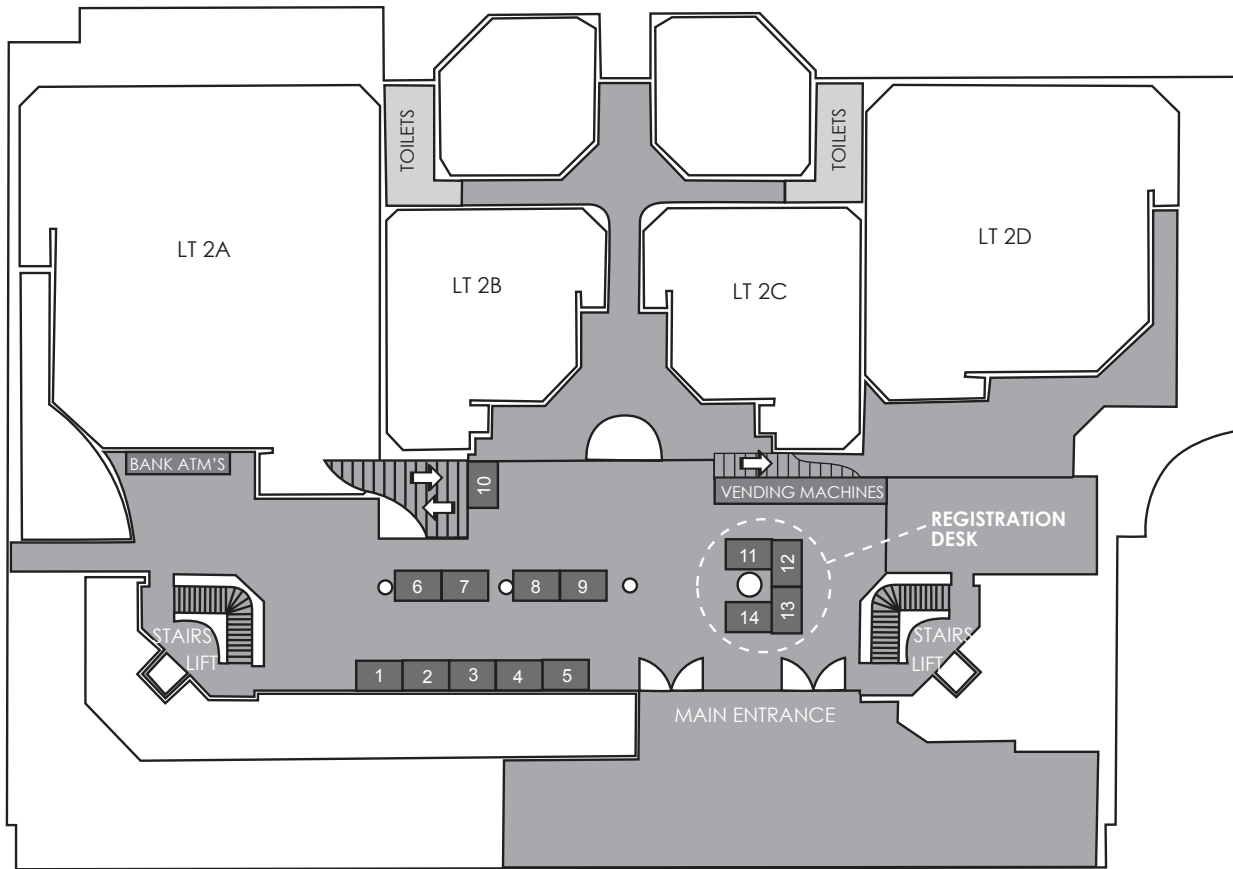 TOILETS
TOILETS
LT 2A
LT 2B
LT 2C
LT 2D
BANK ATM'S
10
VENDING MACHINES
REGISTRATION
DESK
11
12
6
7
8
9
13
14
STAIRS
LIFT
STAIRS
LIFT
1
2
3
4
5
MAIN ENTRANCE